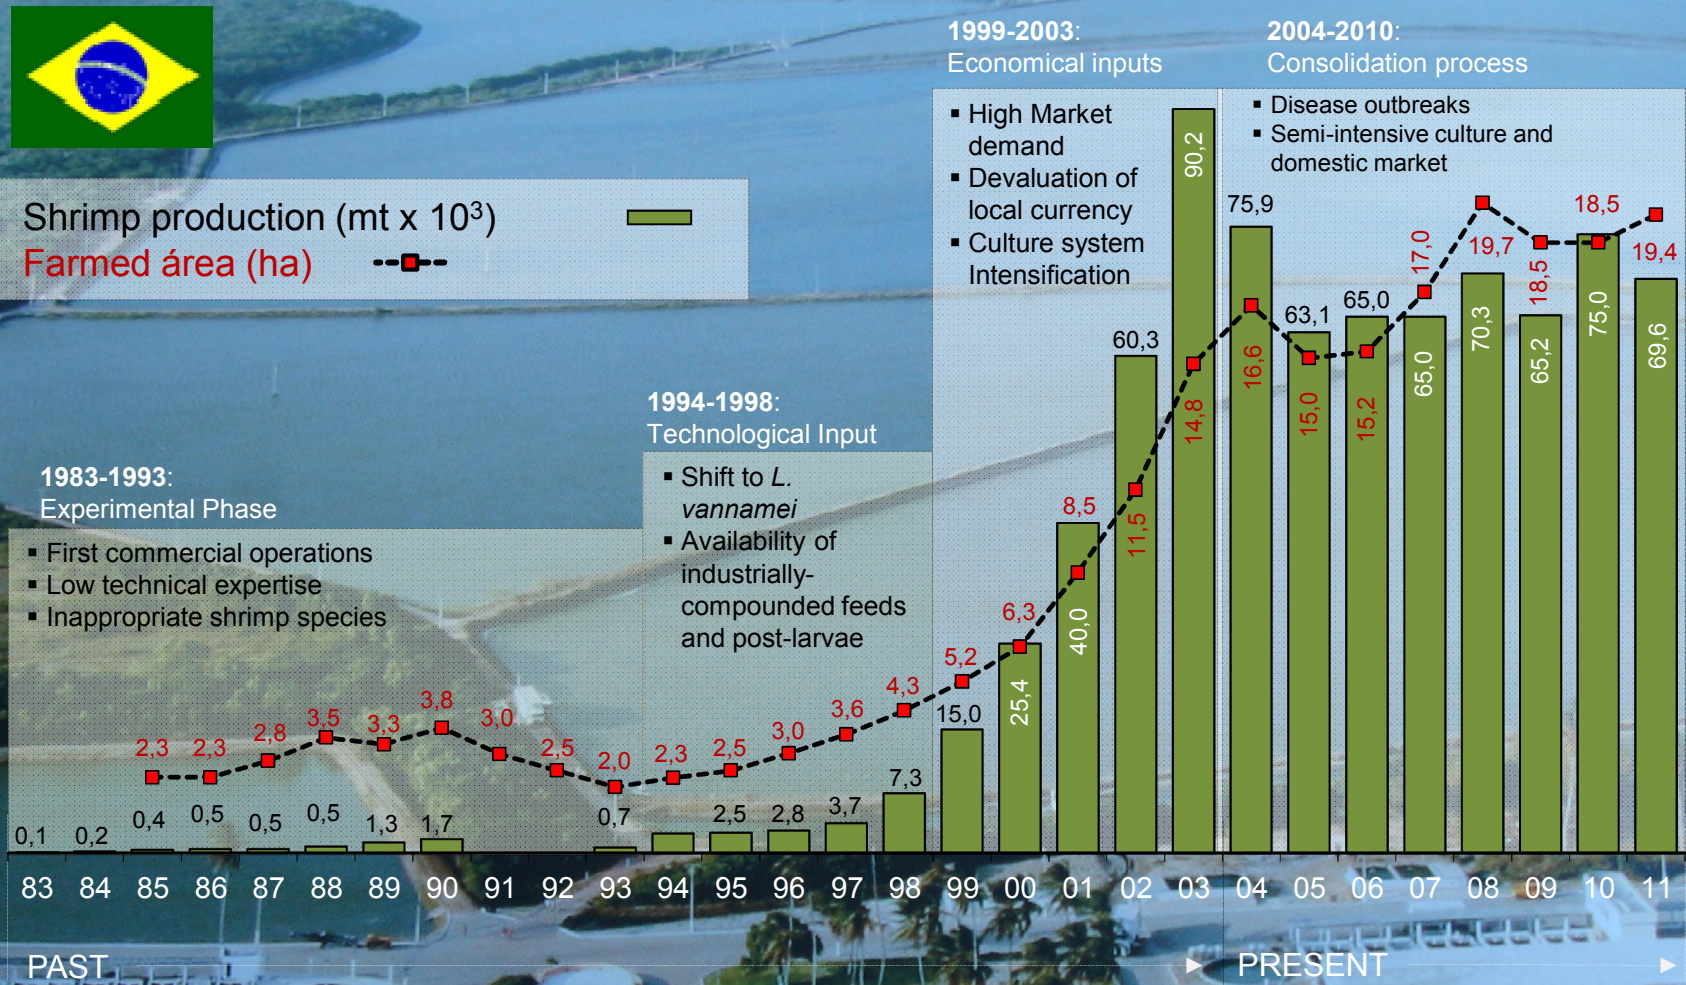 1999-2003:
Economical inputs
2004-2010:
Consolidation process
▪ High Market
demand
▪ Devaluation of
local currency
▪ Culture system
Intensification
▪ Disease outbreaks
▪ Semi-intensive culture and
domestic market
Shrimp production (mt x 10³)
Farmed área (ha)
1994-1998:
Technological Input
▪ Shift to L.
vannamei
▪ Availability of
industrially-
compounded feeds
and post-larvae
1983-1993:
Experimental Phase
▪ First commercial operations
▪ Low technical expertise
▪ Inappropriate shrimp species
2,3 2,3 2,8 3,5 3,3 3,8 3,0 2,5 2,0 2,3 2,5 3,0 3,6 4,3 5,2 6,3 8,5 11,5 14,8 16,6 15,0 15,2 17,0 19,7 18,5 18,5 19,4
0,1 0,2 0,4 0,5 0,5 0,5 1,3 1,7 0,7 2,5 2,8 3,7 7,3 15,0 25,4 40,0 60,3 90,2 75,9 63,1 65,0 65,0 70,3 65,2 75,0 69,6
83 84 85 86 87 88 89 90 91 92 93 94 95 96 97 98 99 00 01 02 03 04 05 06 07 08 09 10 11
PAST
PRESENT